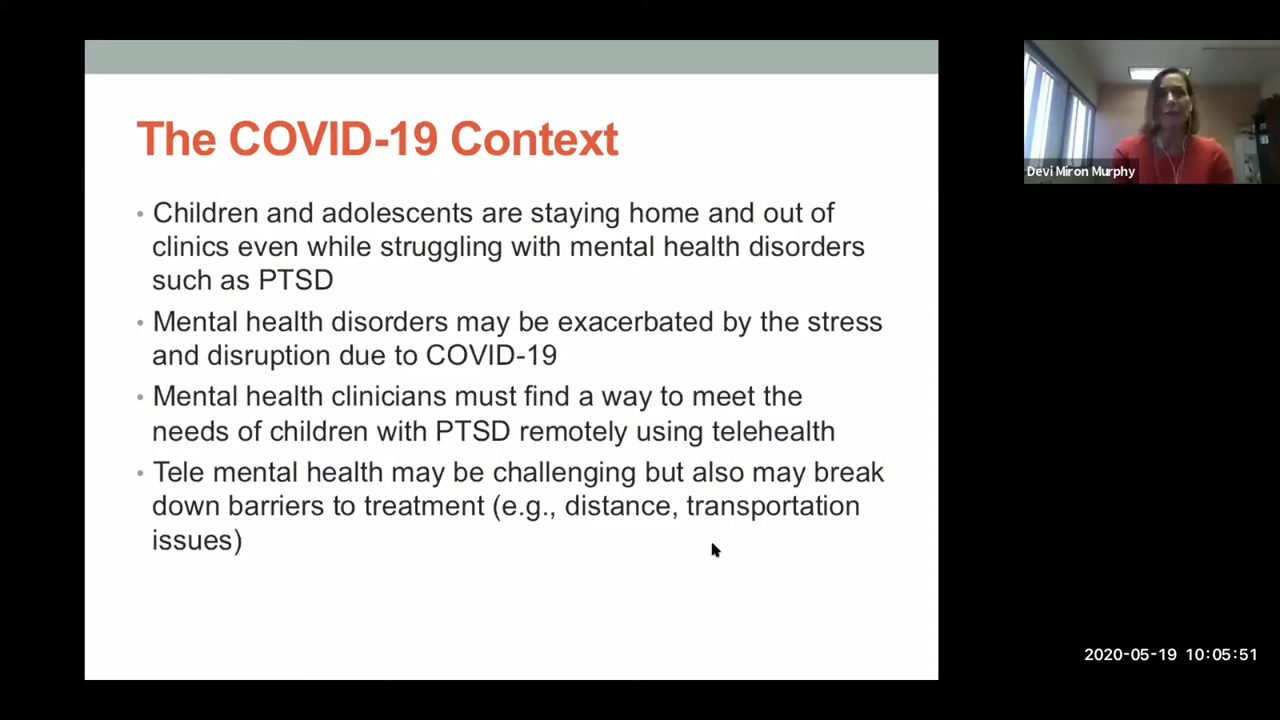 The COVID-19 Context
• Children and adolescents are staying home and out of
clinics even while struggling with mental health disorders
such as PTSD
• Mental health disorders may be exacerbated by the stress
and disruption due to COVID-19
• Mental health clinicians must find a way to meet the
needs of children with PTSD remotely using telehealth
• Tele mental health may be challenging but also may break
down barriers to treatment (e.g., distance, transportation
issues)
Devi Miron Murphy
2020-05-19 10:05:51